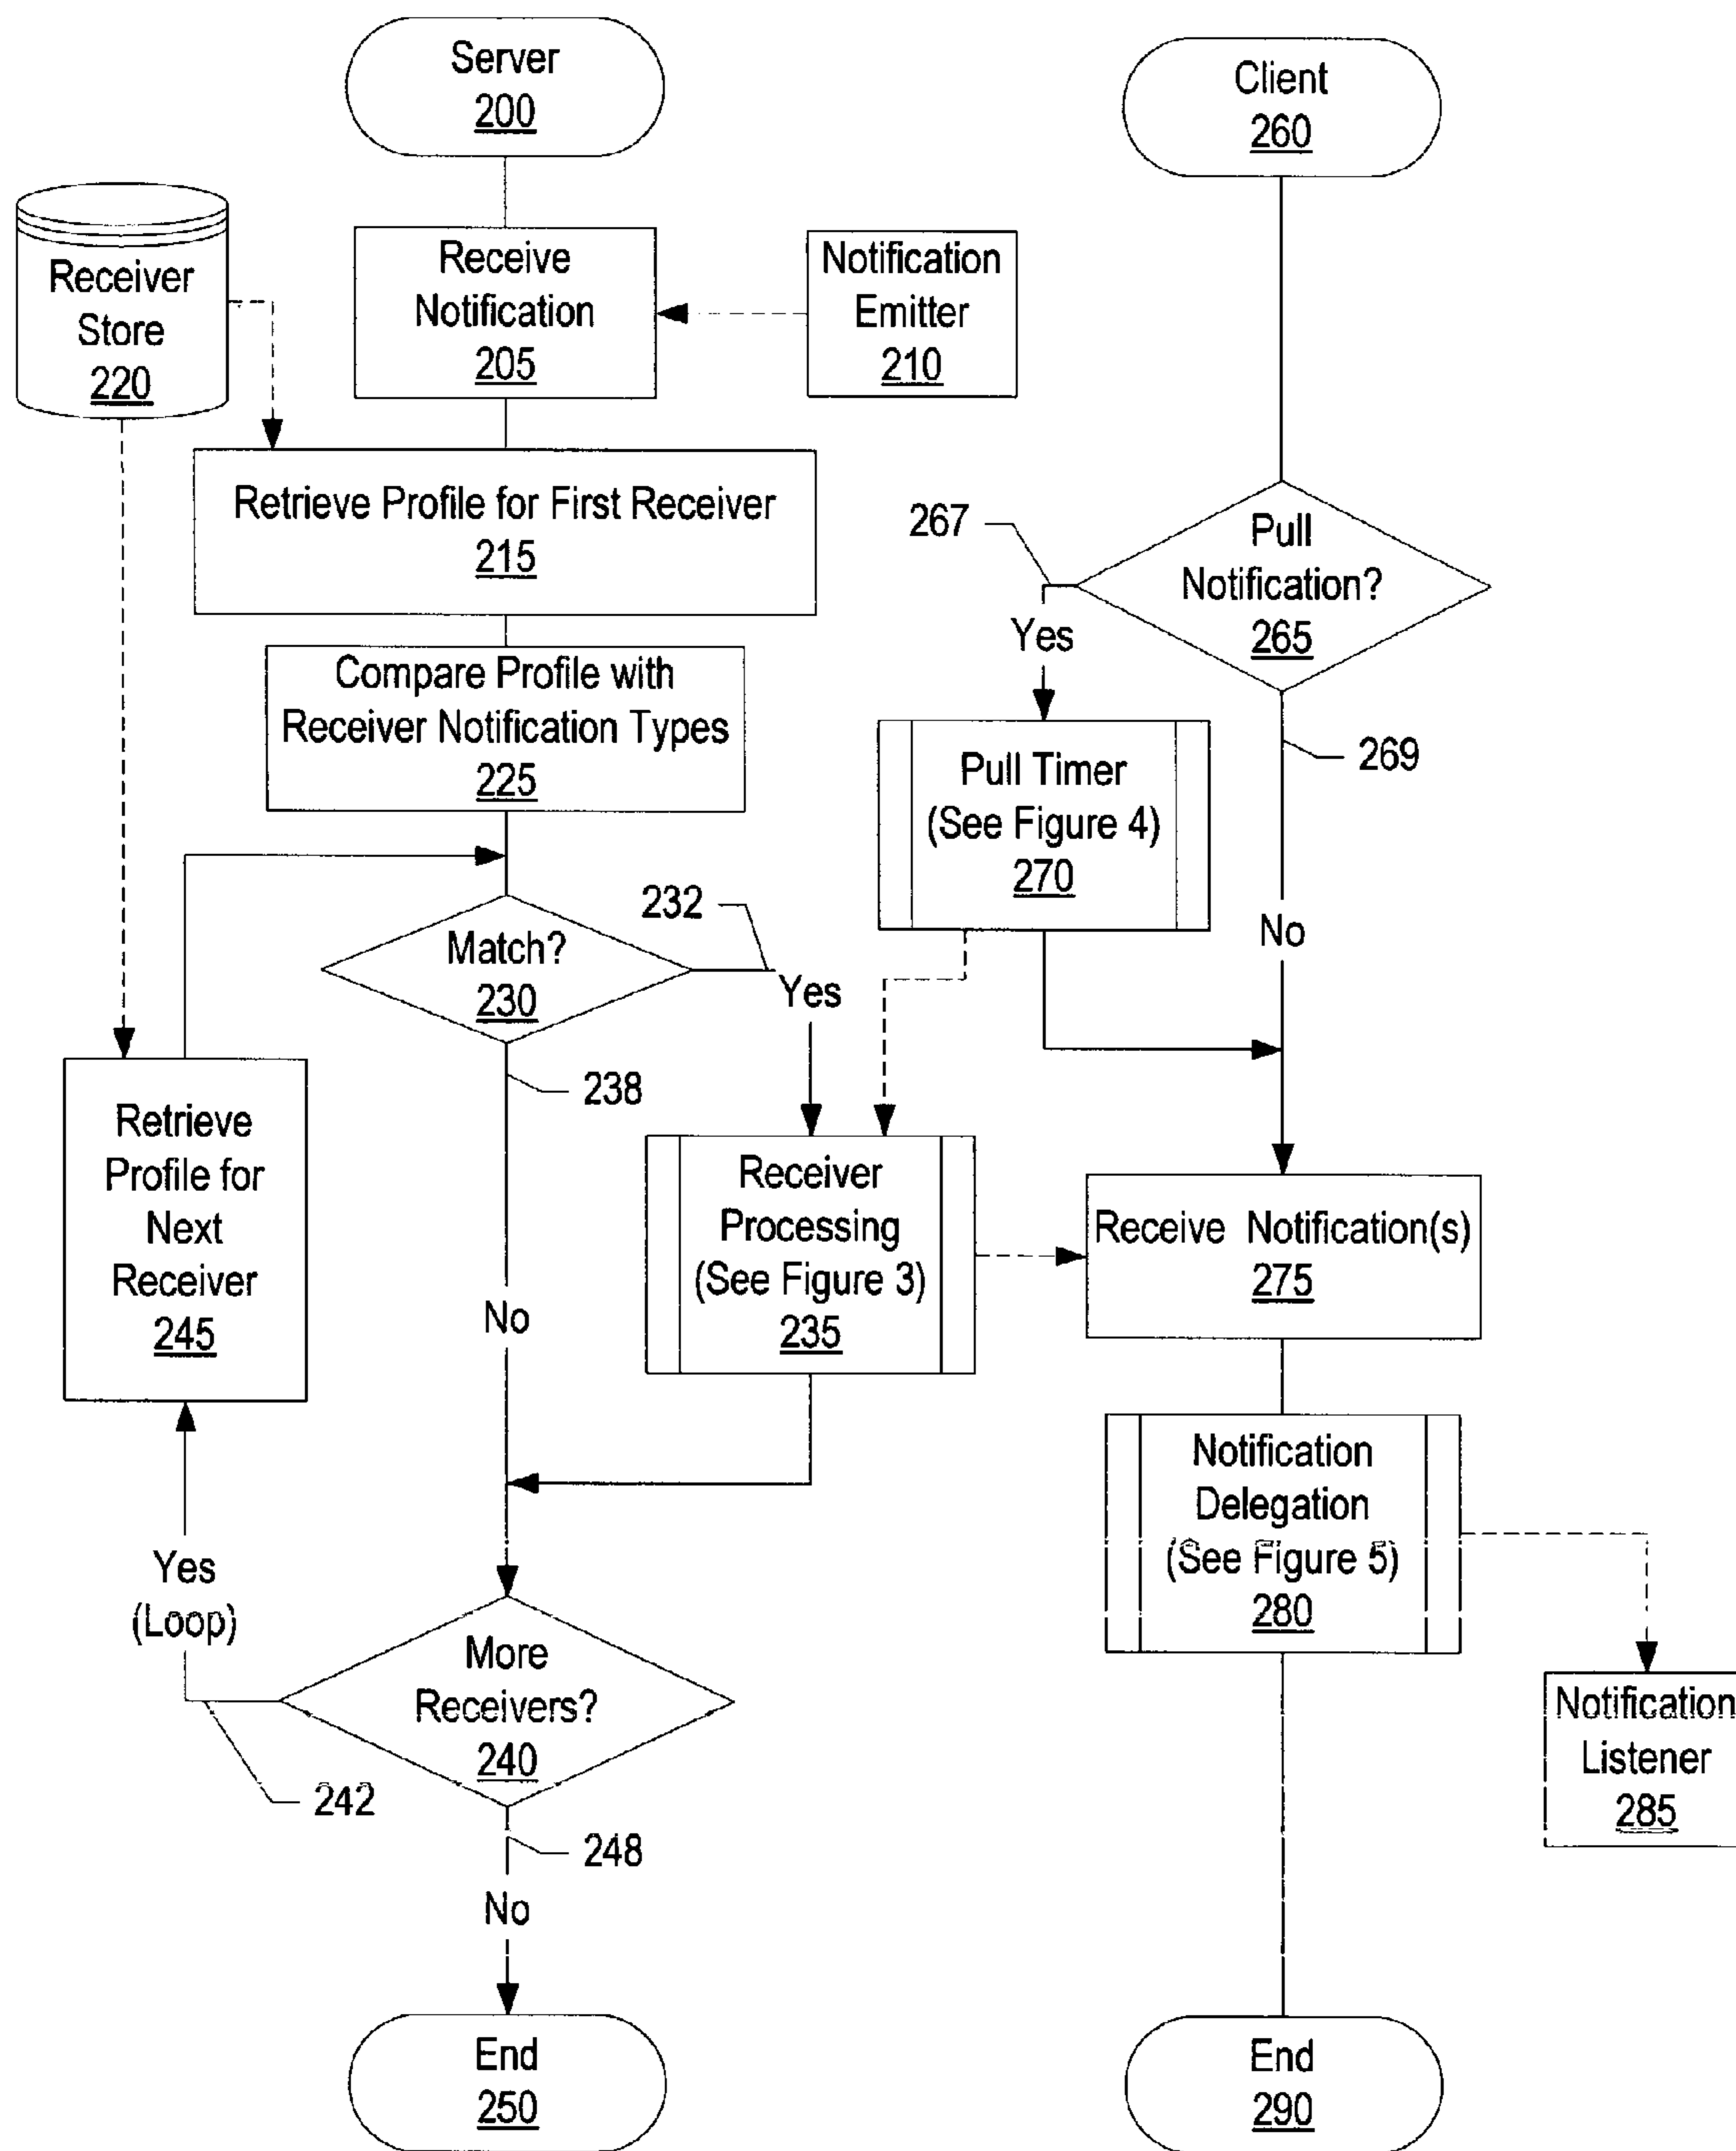 Server
200
Client
260
Receiver
Store
220
Receive
Notification
205
Notification
Emitter
210
Retrieve Profile for First Receiver
215
267
Pull
Notification?
265
Yes
Compare Profile with
Receiver Notification Types
225
269
Pull Timer
(See Figure 4)
270
232
No
Match?
230
Yes
238
Retrieve
Profile for
Next
Receiver
245
Receiver
Processing
(See Figure 3)
235
Receive Notification(s)
275
No
Notification
Delegation
(See Figure 5)
280
Yes
(Loop)
More
Receivers?
240
Notification
Listener
285
242
248
No
End
250
End
290